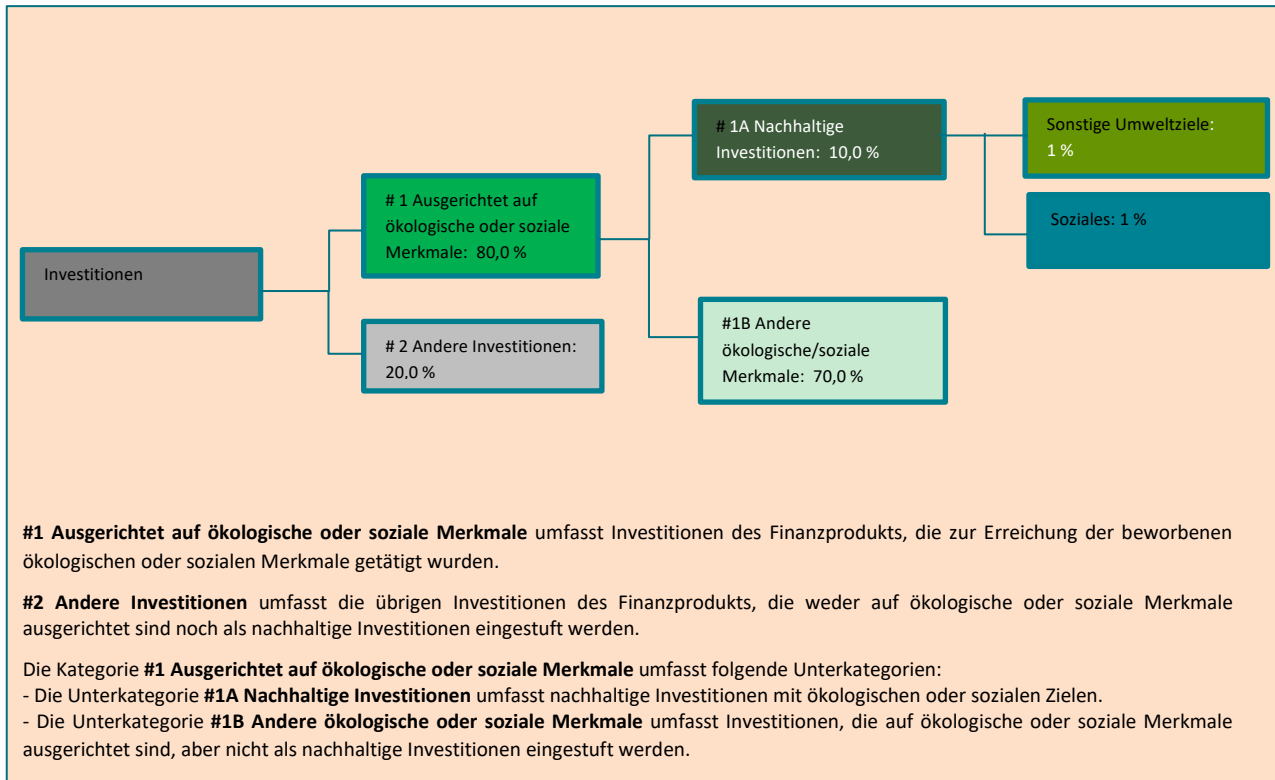 Investitionen
# 1 Ausgerichtet auf
ökologische oder soziale
Merkmale: 80,0 %
# 2 Andere Investitionen:
20,0 %
# 1A Nachhaltige
Investitionen: 10,0 %
#1B Andere
ökologische/soziale
Merkmale: 70,0 %
Sonstige Umweltziele:
1 %
Soziales: 1 %
#1 Ausgerichtet auf ökologische oder soziale Merkmale umfasst Investitionen des Finanzprodukts, die zur Erreichung der beworbenen
ökologischen oder sozialen Merkmale getätigt wurden.
#2 Andere Investitionen umfasst die übrigen Investitionen des Finanzprodukts, die weder auf ökologische oder soziale Merkmale
ausgerichtet sind noch als nachhaltige Investitionen eingestuft werden.
Die Kategorie #1 Ausgerichtet auf ökologische oder soziale Merkmale umfasst folgende Unterkategorien:
- Die Unterkategorie #1A Nachhaltige Investitionen umfasst nachhaltige Investitionen mit ökologischen oder sozialen Zielen.
- Die Unterkategorie #1B Andere ökologische oder soziale Merkmale umfasst Investitionen, die auf ökologische oder soziale Merkmale
ausgerichtet sind, aber nicht als nachhaltige Investitionen eingestuft werden.